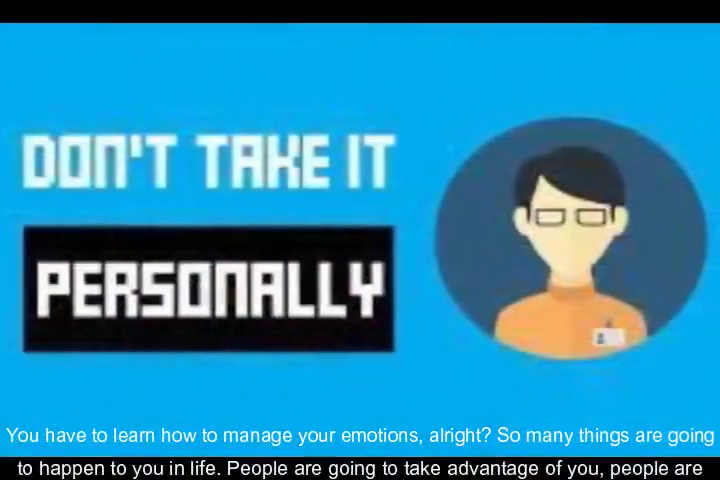 DON'T TAKE IT
PERSONALLY
You have to learn how to manage your emotions, alright? So many things are going
to happen to you in life. People are going to take advantage of you, people are